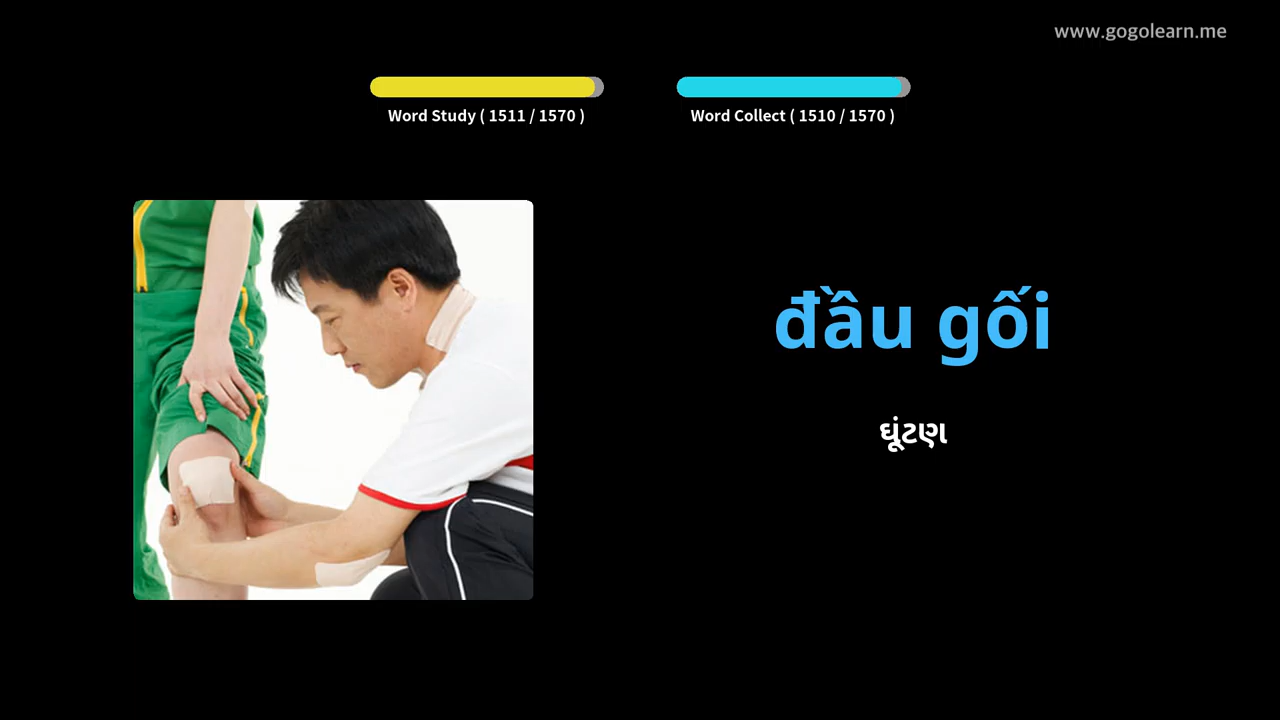 www.gogolearn.me
Word Study ( 1511 / 1570 )
Word Collect ( 1510 / 1570 )
đầu gối
ઘૂંટણ